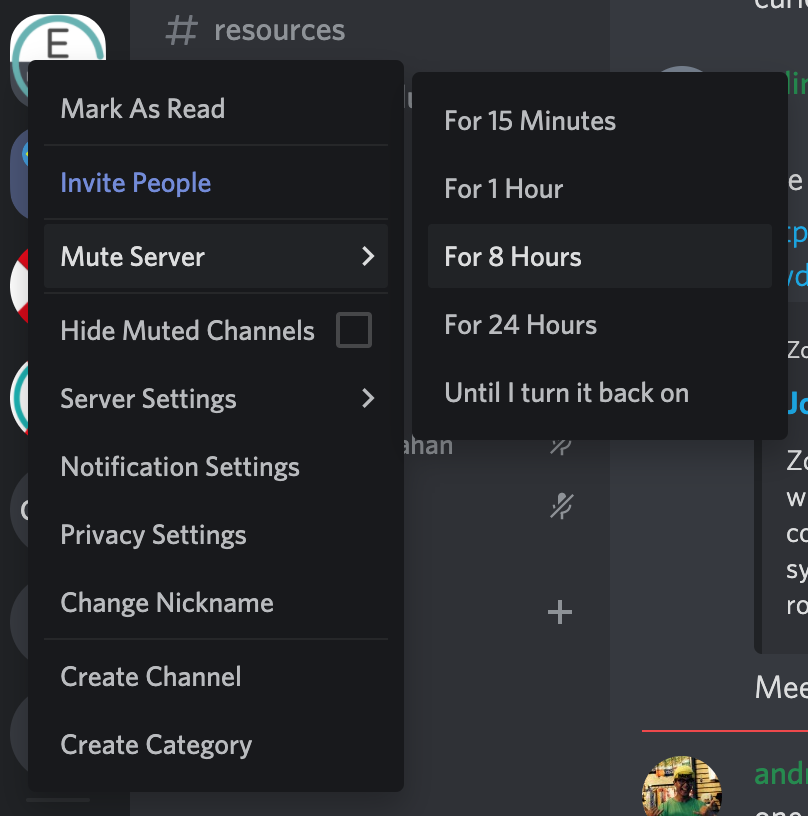 E
resources
Mark As Read
Invite People
Mute Server
Hide Muted Channels
Server Settings
Notification Settings
Privacy Settings
Change Nickname
Create Channel
Create Category
For 15 Minutes
For 1 Hour
For 8 Hours
For 24 Hours
Until I turn it back on
ahan
Mee
and